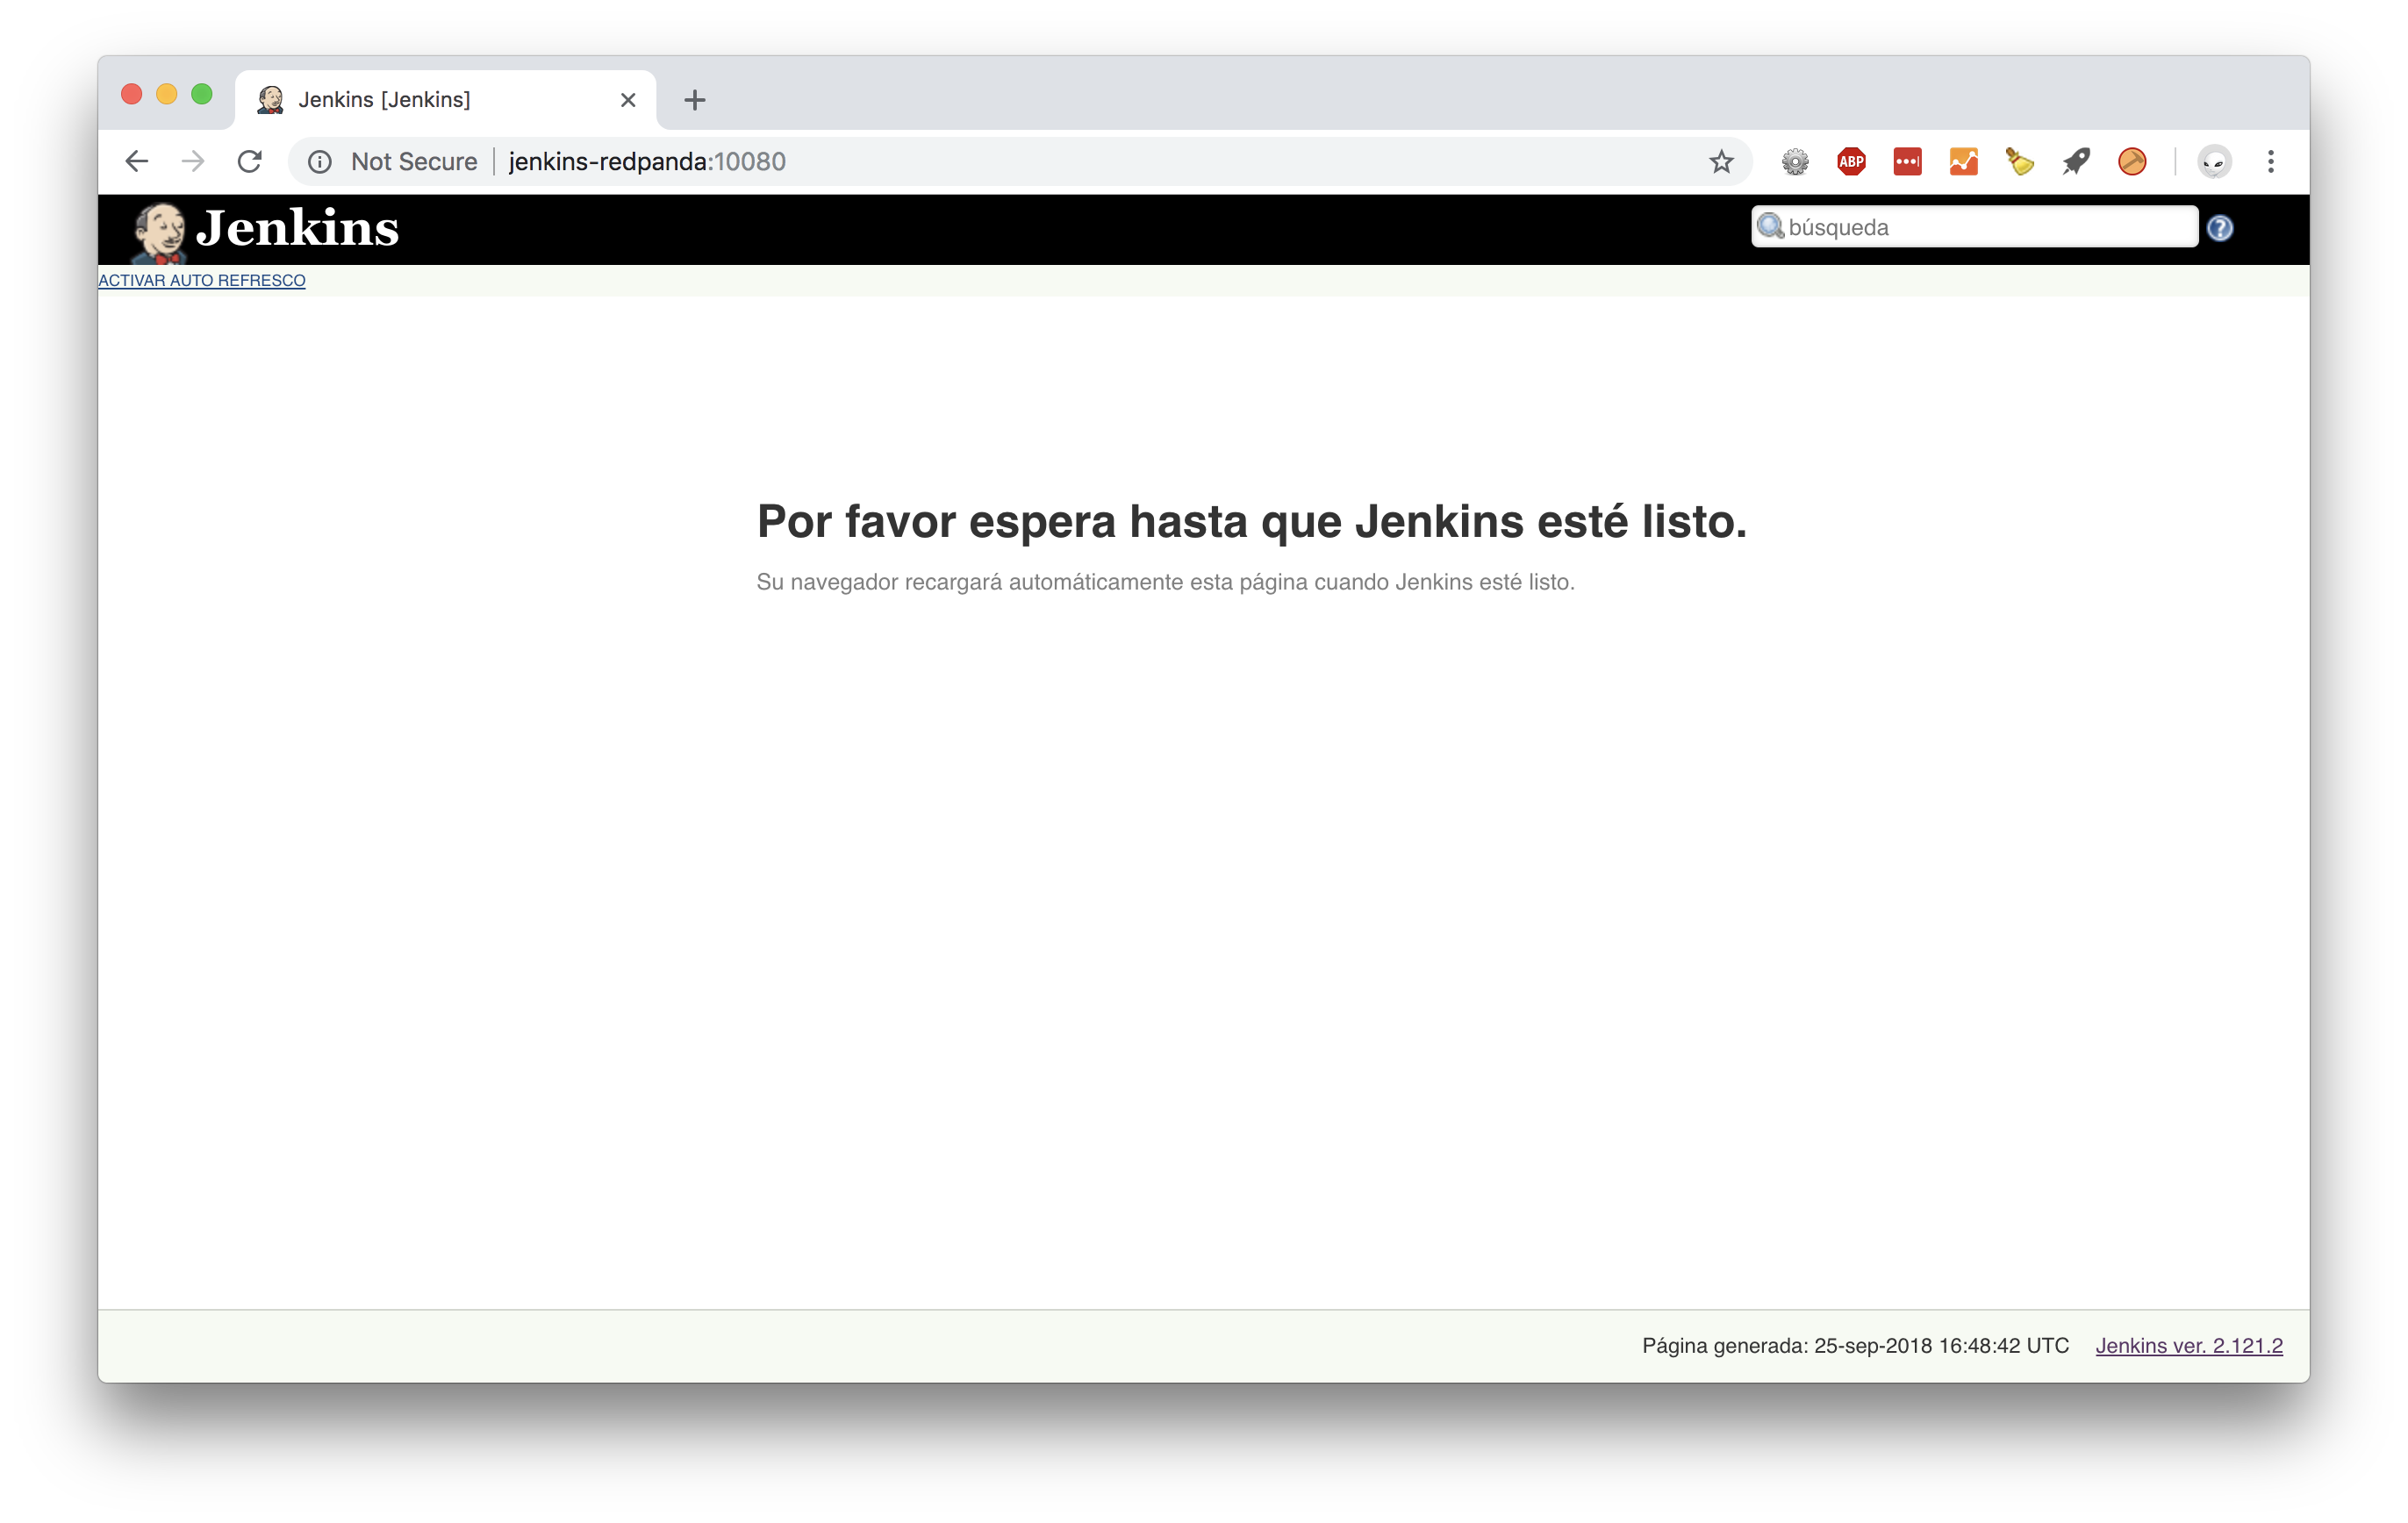 Jenkins [Jenkins]
Not Secure jenkins-redpanda:10080
ABP
Jenkins
búsqueda
ACTIVAR AUTO REFRESCO
Por favor espera hasta que Jenkins esté listo.
Su navegador recargará automáticamente esta página cuando Jenkins esté listo.
Página generada: 25-sep-2018 16:48:42 UTC Jenkins ver. 2.121.2